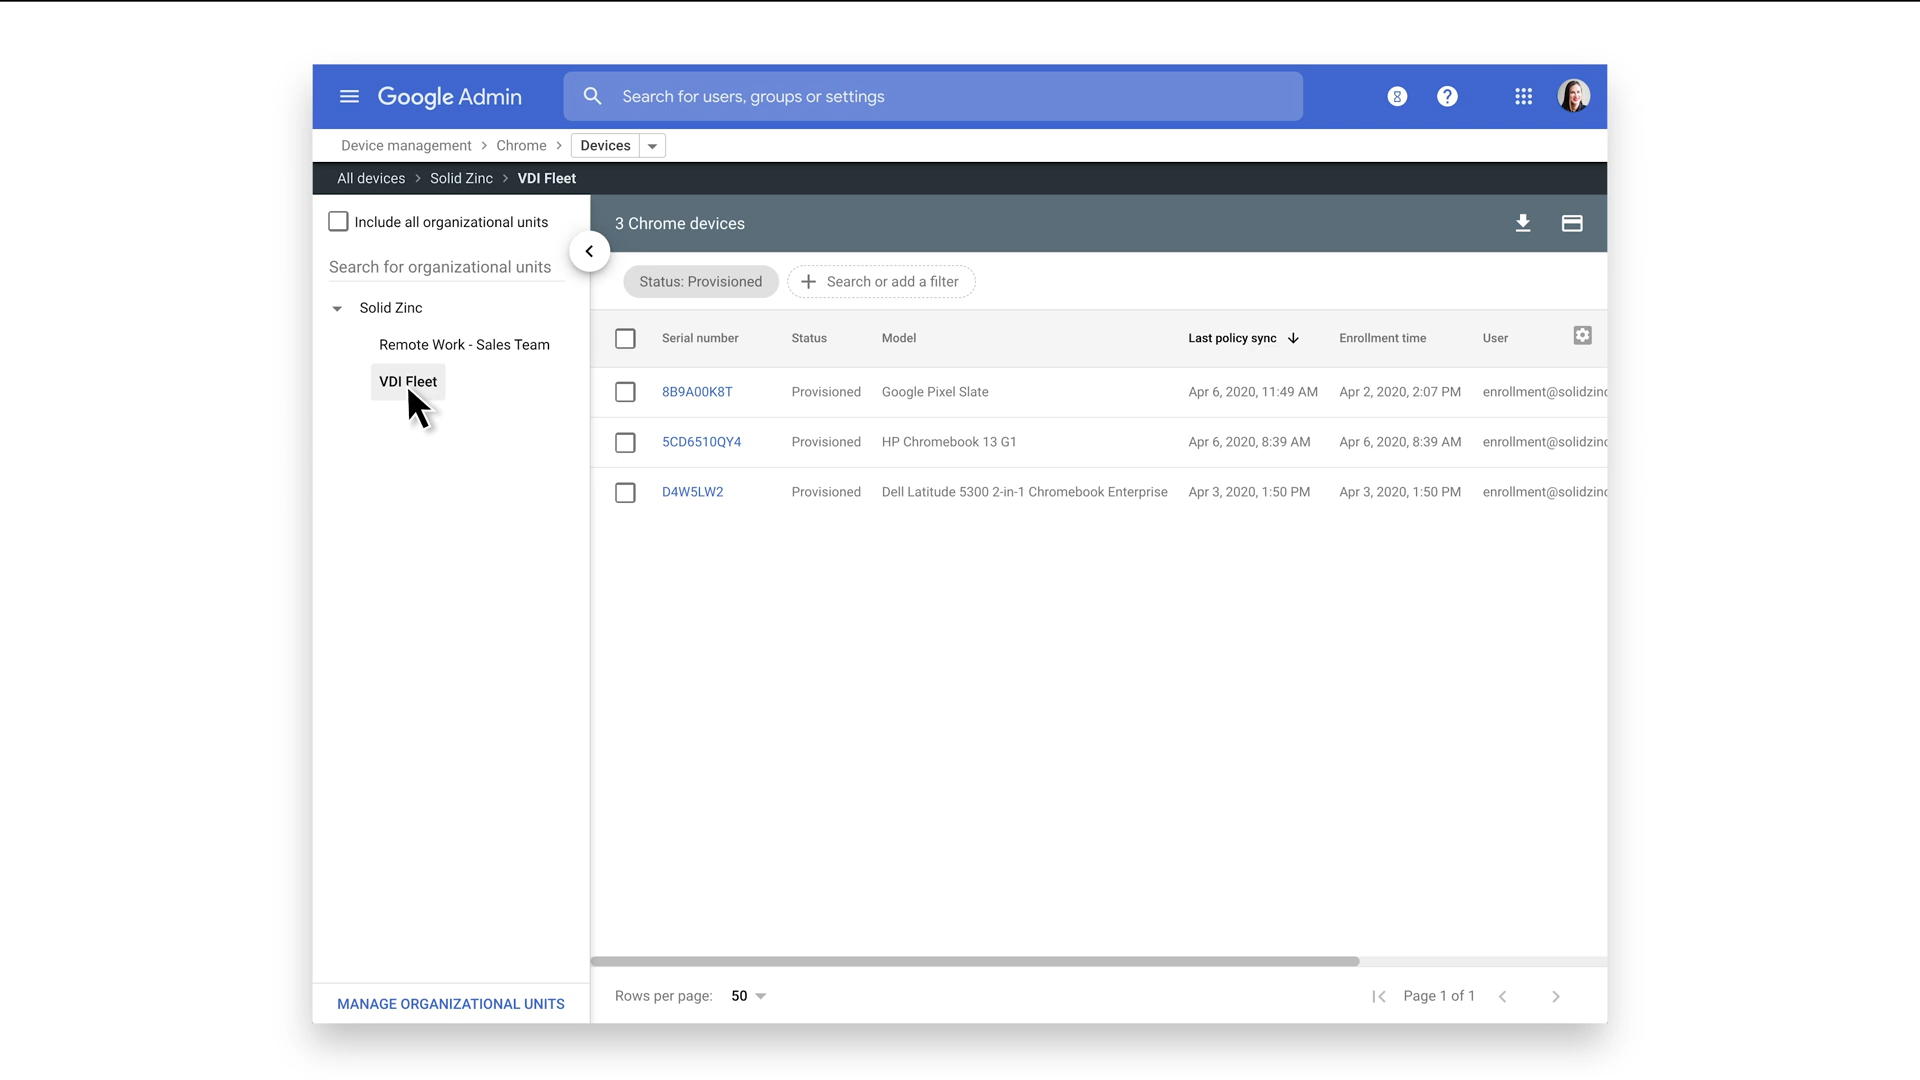 Google Admin
Search for users, groups or settings
Device management > Chrome > Devices
All devices > Solid Zinc > VDI Fleet
Include all organizational units
Search for organizational units
Solid Zinc
Remote Work - Sales Team
VDI Fleet
MANAGE ORGANIZATIONAL UNITS
3 Chrome devices
Status: Provisioned
Search or add a filter
Serial number Status Model Last policy sync Enrollment time User
8B9A00K8T Provisioned Google Pixel Slate Apr 6, 2020, 11:49 AM Apr 2, 2020, 2:07 PM enrollment@solidzinc
5CD6510QY4 Provisioned HP Chromebook 13 G1 Apr 6, 2020, 8:39 AM Apr 6, 2020, 8:39 AM enrollment@solidzinc
D4W5LW2 Provisioned Dell Latitude 5300 2-in-1 Chromebook Enterprise Apr 3, 2020, 1:50 PM Apr 3, 2020, 1:50 PM enrollment@solidzinc
Rows per page: 50
Page 1 of 1